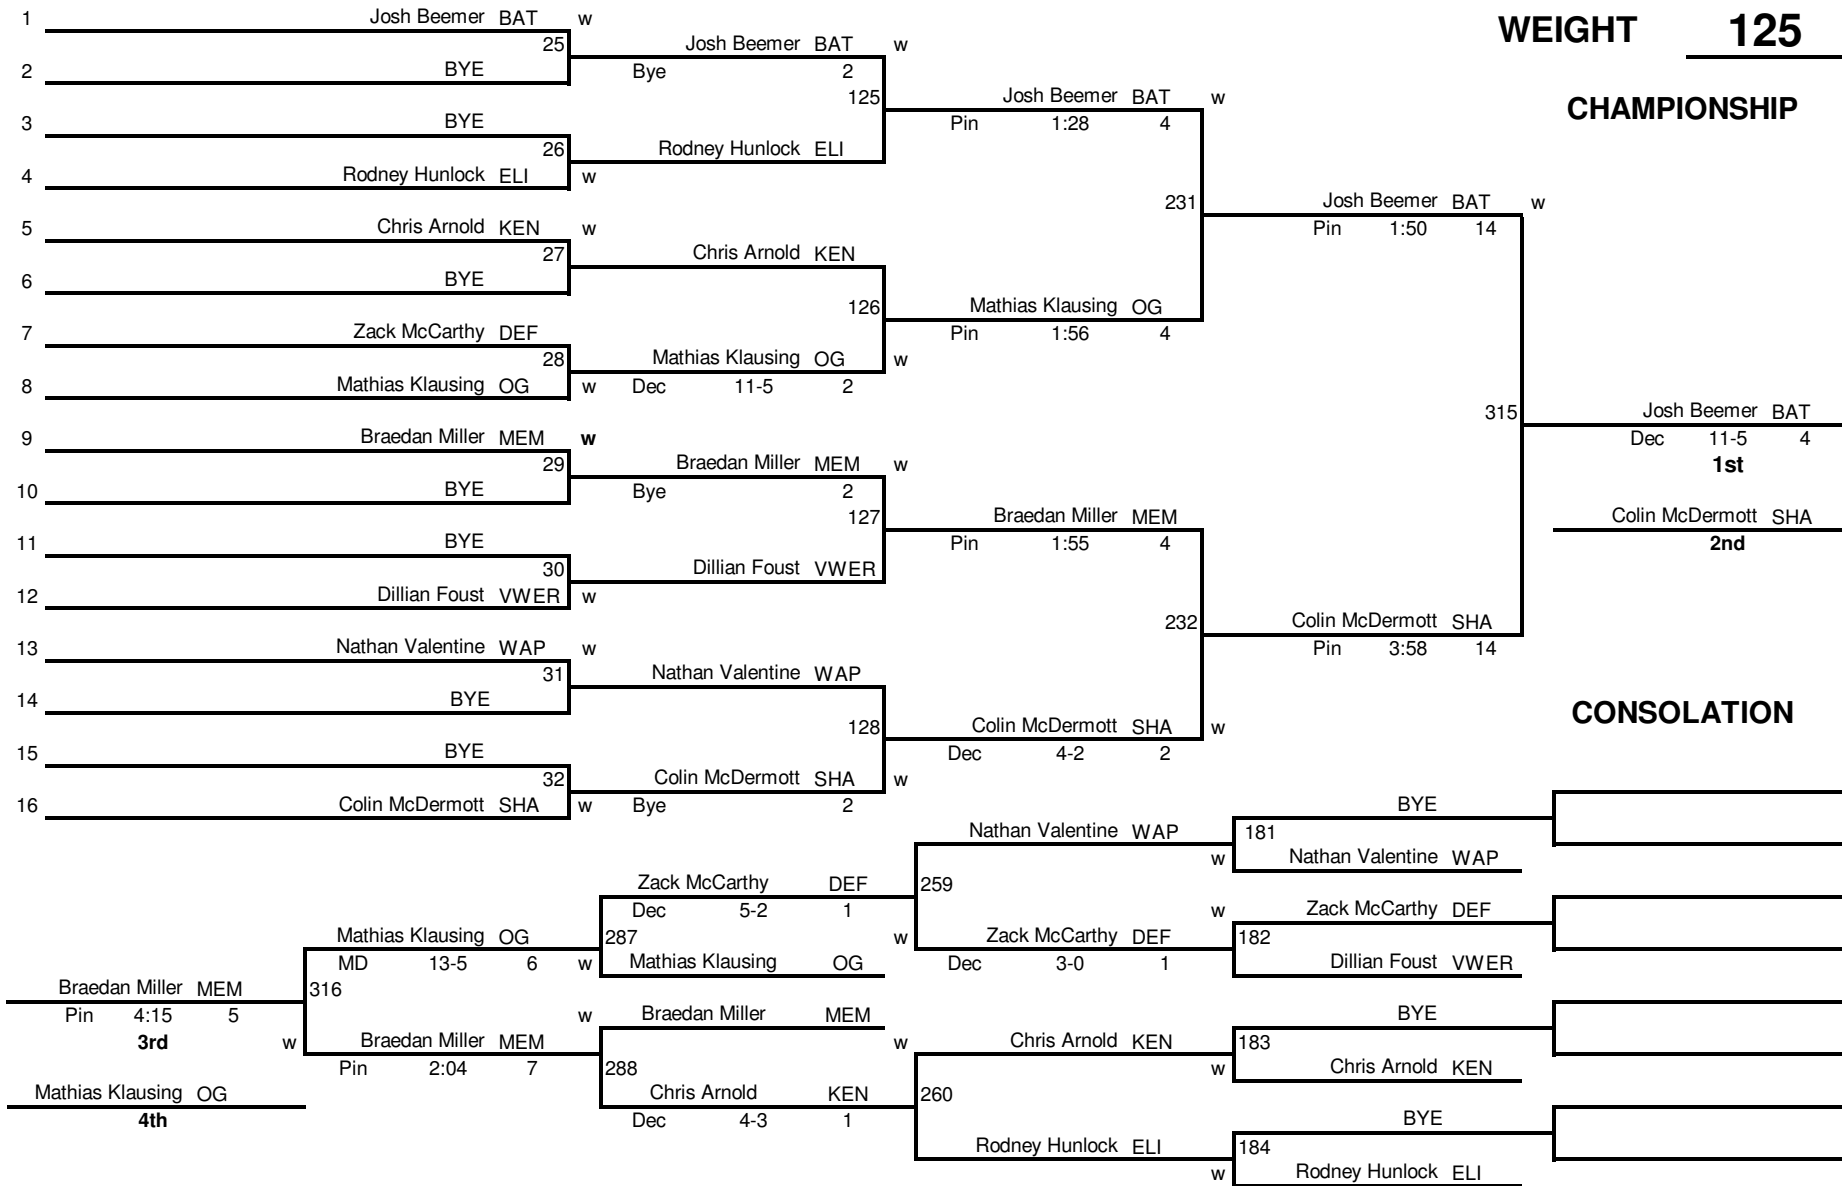 1 Josh Beemer BAT w
WEIGHT 125
25 Josh Beemer BAT w
2 BYE Bye 2
125 Josh Beemer BAT w
CHAMPIONSHIP
3 BYE Pin 1:28 4
26 Rodney Hunlock ELI
4 Rodney Hunlock ELI w
231 Josh Beemer BAT w
5 Chris Arnold KEN w Pin 1:50 14
27 Chris Arnold KEN
6 BYE
126 Mathias Klausing OG
7 Zack McCarthy DEF Pin 1:56 4
28 Mathias Klausing OG w
8 Mathias Klausing OG w Dec 11-5 2
315 Josh Beemer BAT
9 Braedan Miller MEM w Dec 11-5 4
29 Braedan Miller MEM w 1st
10 BYE Bye 2
127 Braedan Miller MEM Colin McDermott SHA
11 BYE Pin 1:55 4 2nd
30 Dillian Foust VWER
12 Dillian Foust VWER w
232 Colin McDermott SHA
13 Nathan Valentine WAP w Pin 3:58 14
31 Nathan Valentine WAP
14 BYE
CONSOLATION
128 Colin McDermott SHA w
15 BYE Dec 4-2 2
32 Colin McDermott SHA w
16 Colin McDermott SHA w Bye 2
BYE
Nathan Valentine WAP 181
w Nathan Valentine WAP
Zack McCarthy DEF 259
Dec 5-2 1 w Zack McCarthy DEF
Mathias Klausing OG 287 w Zack McCarthy DEF 182
MD 13-5 6 w Mathias Klausing OG Dec 3-0 1 Dillian Foust VWER
Braedan Miller MEM 316
Pin 4:15 5 w Braedan Miller MEM BYE
3rd w Braedan Miller MEM w Chris Arnold KEN 183
Pin 2:04 7 288 w Chris Arnold KEN
Mathias Klausing OG Chris Arnold KEN 260
4th Dec 4-3 1 BYE
Rodney Hunlock ELI 184
w Rodney Hunlock ELI